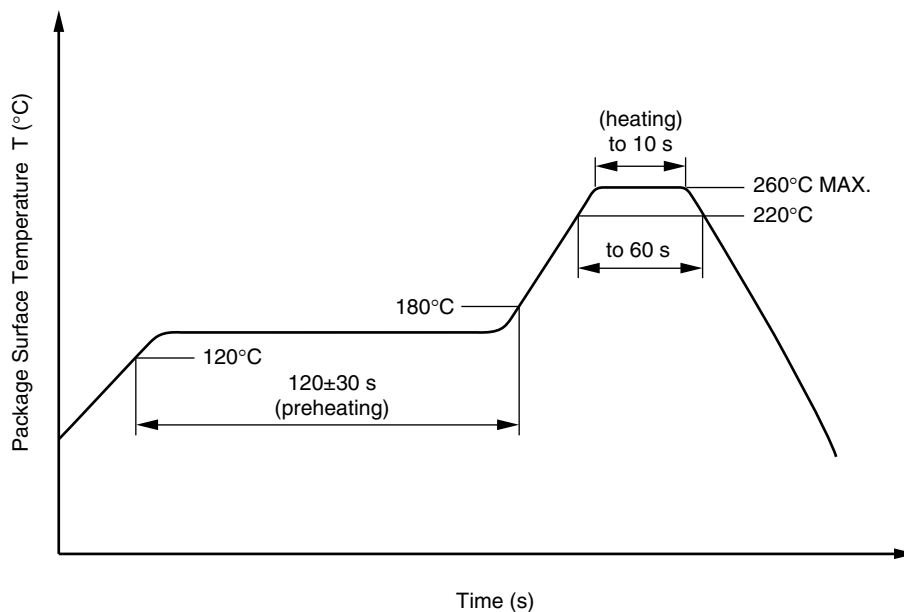 Package Surface Temperature T (°C)
(heating)
to 10 s
260°C MAX.
220°C
to 60 s
180°C
120°C
120±30 s
(preheating)
Time (s)